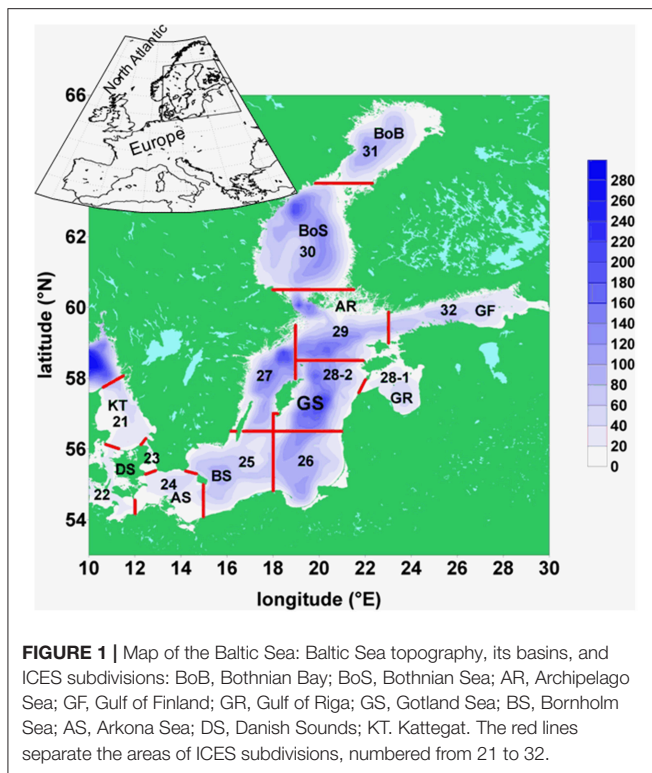 North Atlantic
Europe
66
62
60
58
56
54
latitude (°N)
BoB
31
BoS
30
AR
29
32 GF
27
28-2
28-1
GR
GS
KT
21
23
DS
22
24
AS
BS
25
26
10 12 14 16 18 20 22 24 26 28 30
longitude (°E)
280
260
240
220
200
180
160
140
120
100
80
60
40
20
0
FIGURE 1 | Map of the Baltic Sea: Baltic Sea topography, its basins, and
ICES subdivisions: BoB, Bothnian Bay; BoS, Bothnian Sea; AR, Archipelago
Sea; GF, Gulf of Finland; GR, Gulf of Riga; GS, Gotland Sea; BS, Bornholm
Sea; AS, Arkona Sea; DS, Danish Sounds; KT. Kattegat. The red lines
separate the areas of ICES subdivisions, numbered from 21 to 32.